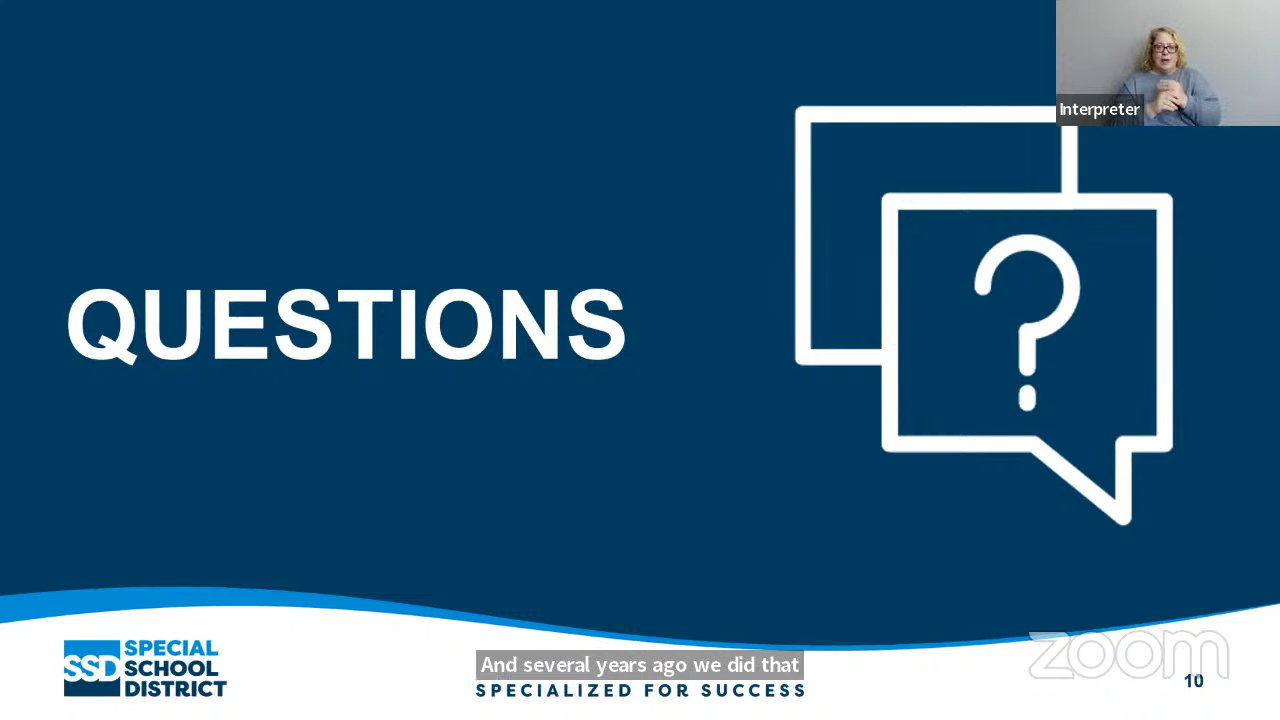 Interpreter
QUESTIONS
?
SSD
SPECIAL
SCHOOL
DISTRICT
And several years ago we did that
SPECIALIZED FOR SUCCESS
zoom
10